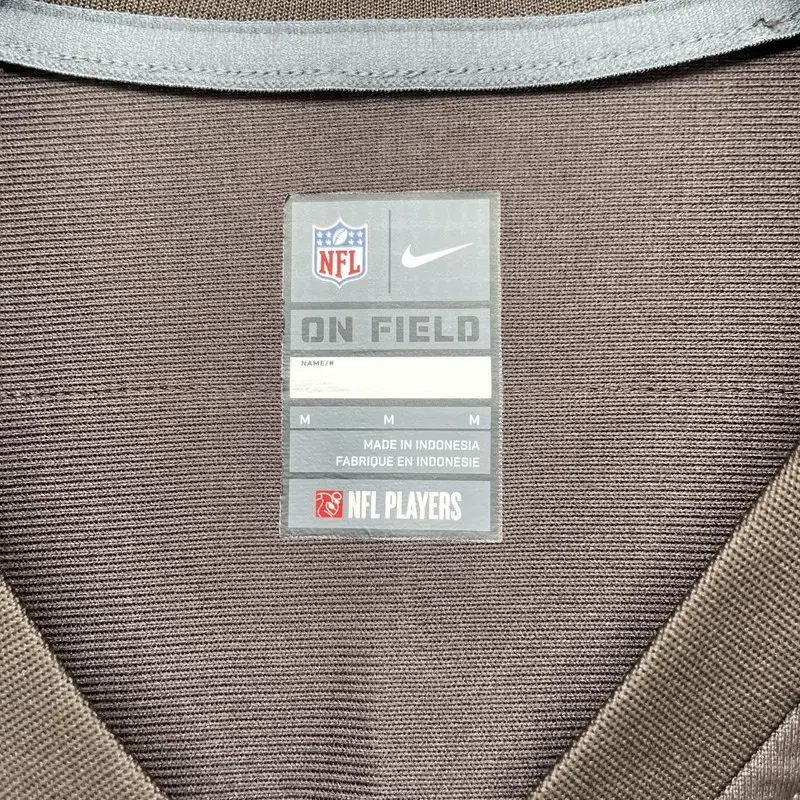 NFL
ON FIELD
NAME/#
M M M
MADE IN INDONESIA
FABRIQUE EN INDONESIE
NFL PLAYERS